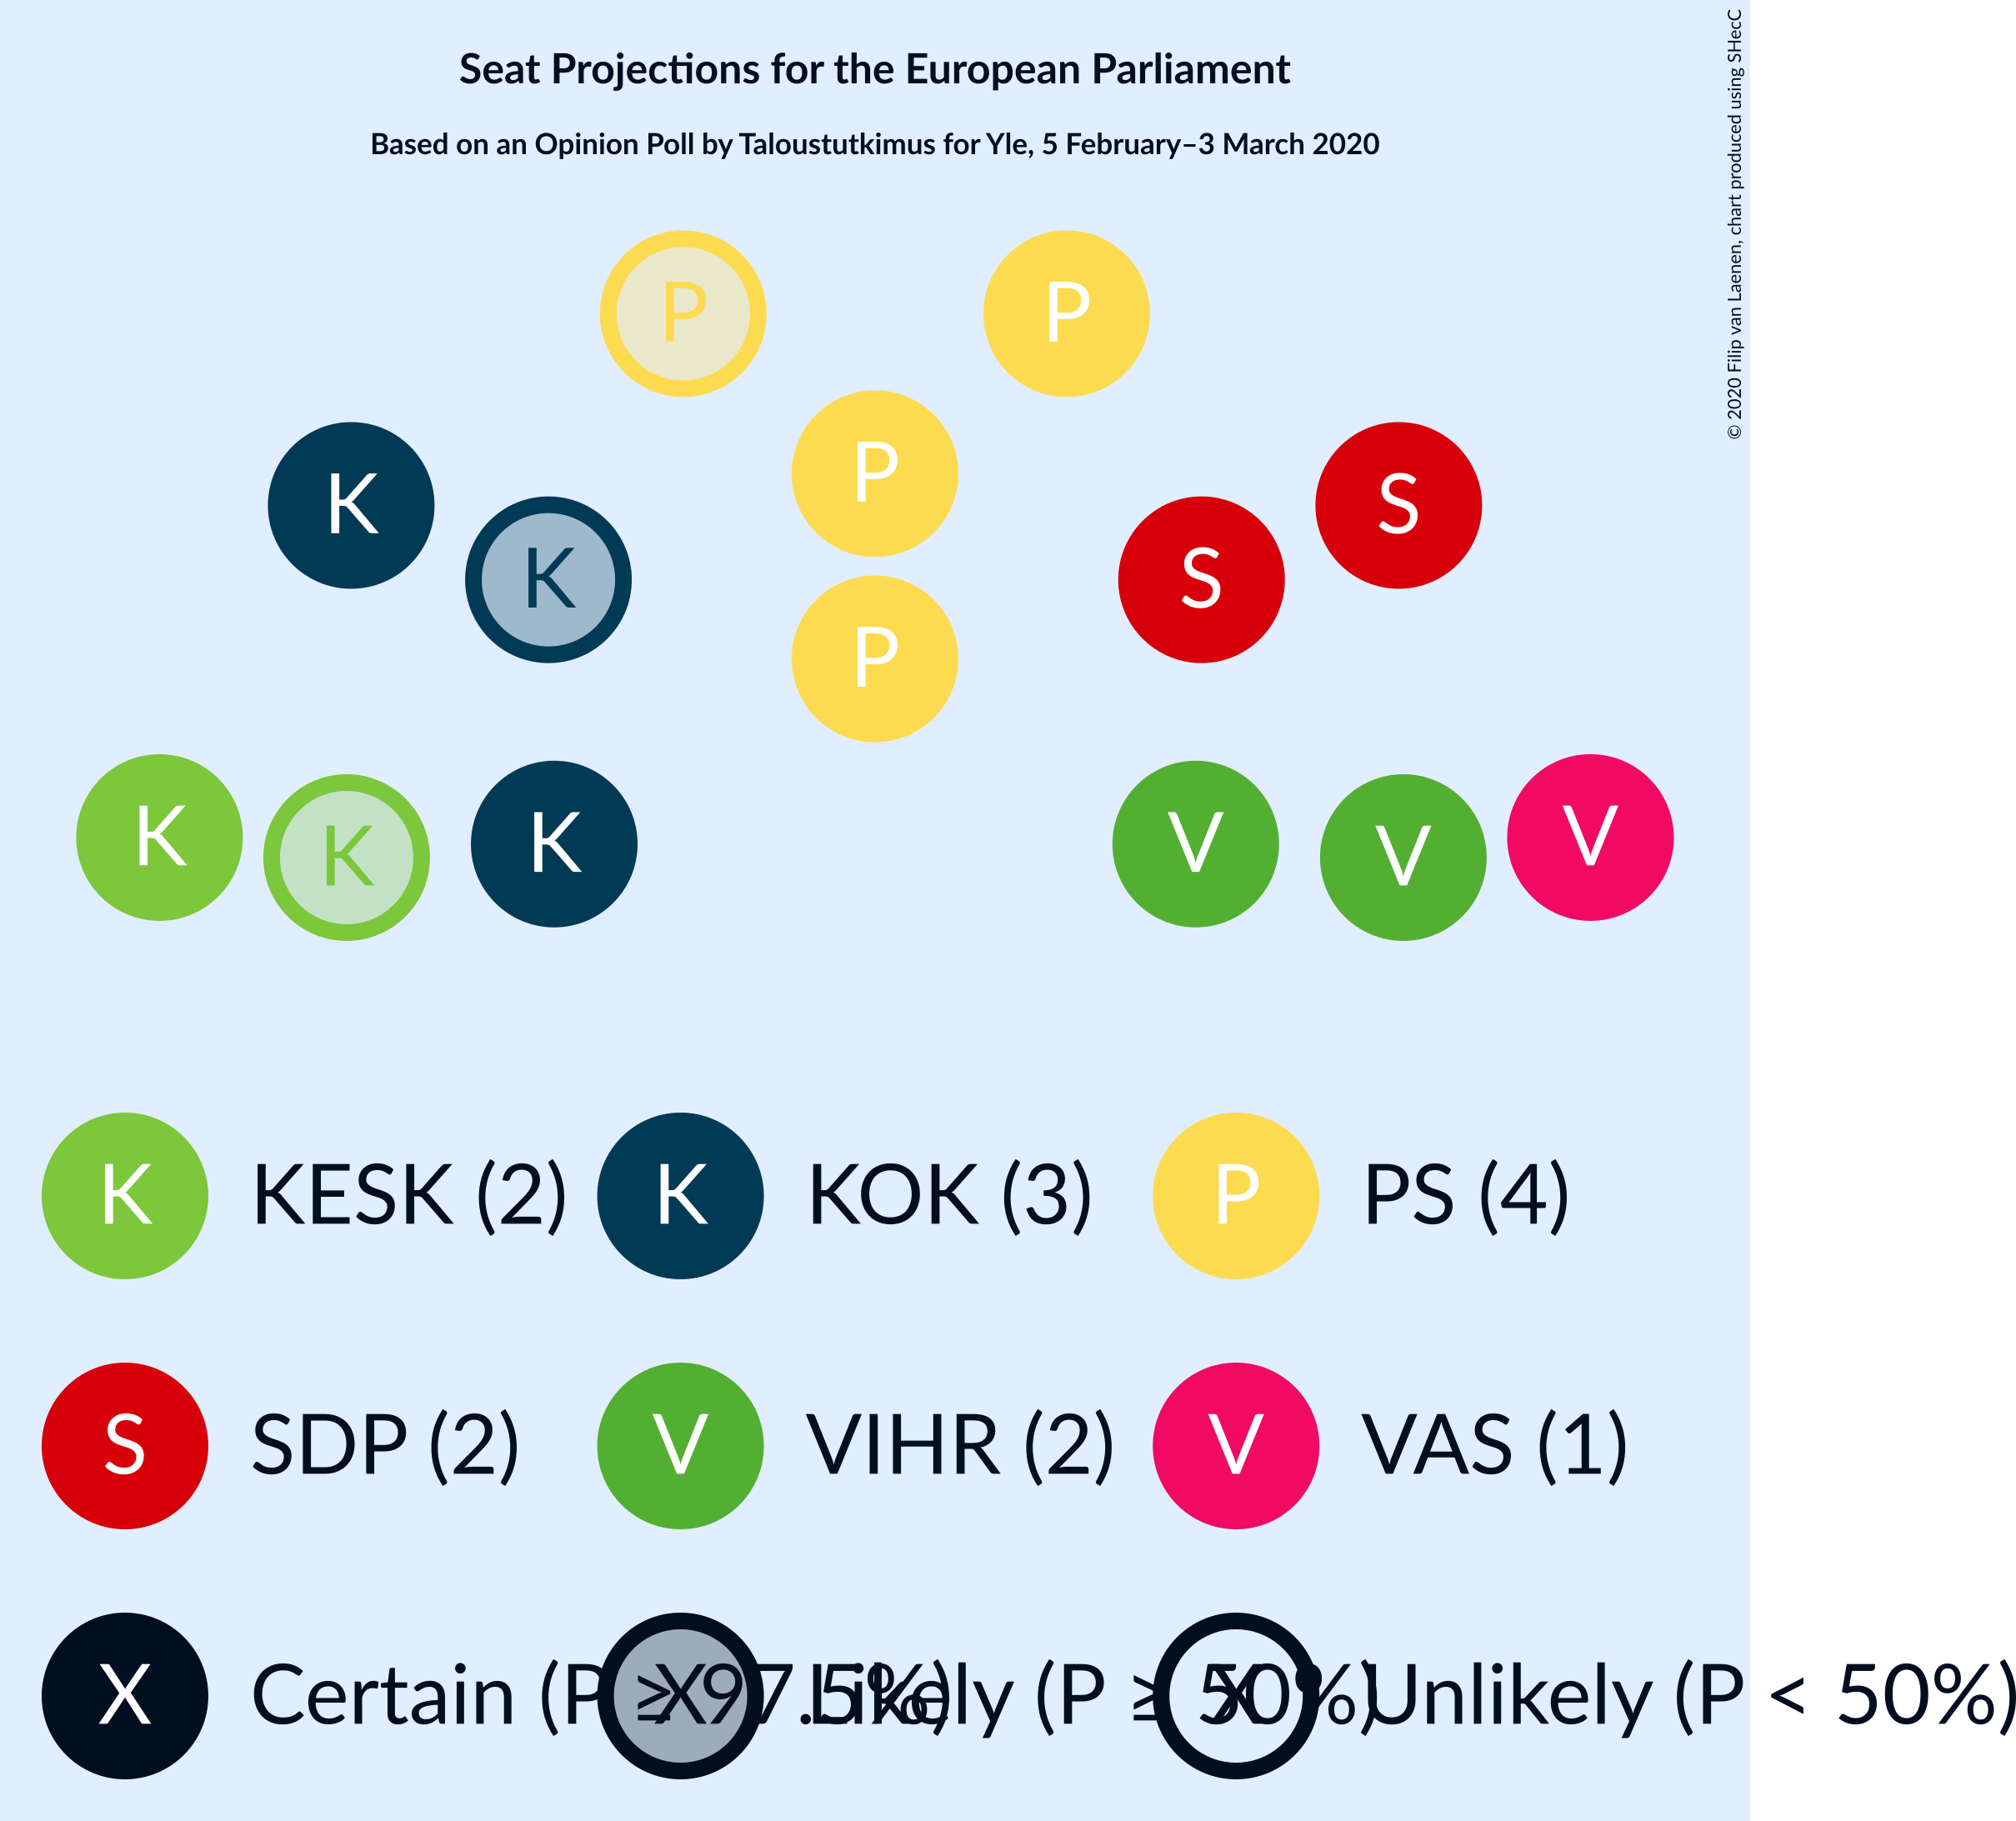 Seat Projections for the European Parliament
Based on an Opinion Poll by Taloustutkimus for Yle, 5 February–3 March 2020
© 2020 Filip van Laenen, chart produced using SHecC
P P
P
K S
K S
P
K V
K V
K V
K KESK (2) K KOK (3) P PS (4)
S SDP (2) V VIHR (2) V VAS (1)
X Certain (P ≥ 97.5%) X Likely (P ≥ 50%) X Unlikely (P < 50%)